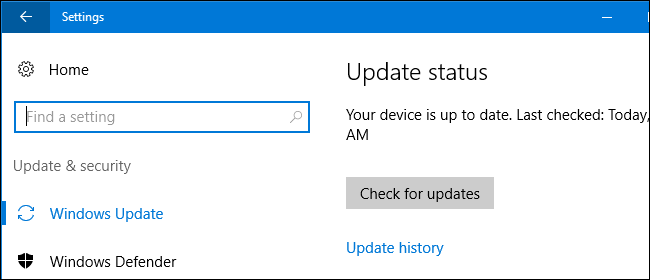 Settings
Home
Find a setting
Update & security
Windows Update
Windows Defender
Update status
Your device is up to date. Last checked: Today,
AM
Check for updates
Update history